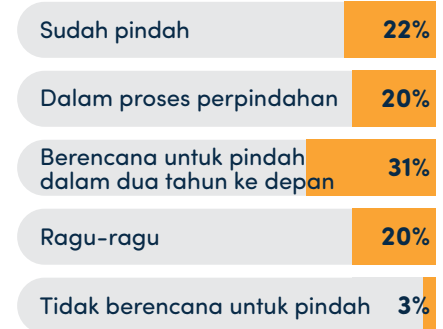 Sudah pindah 22%
Dalam proses perpindahan 20%
Berencana untuk pindah
dalam dua tahun ke depan 31%
Ragu-ragu 20%
Tidak berencana untuk pindah 3%